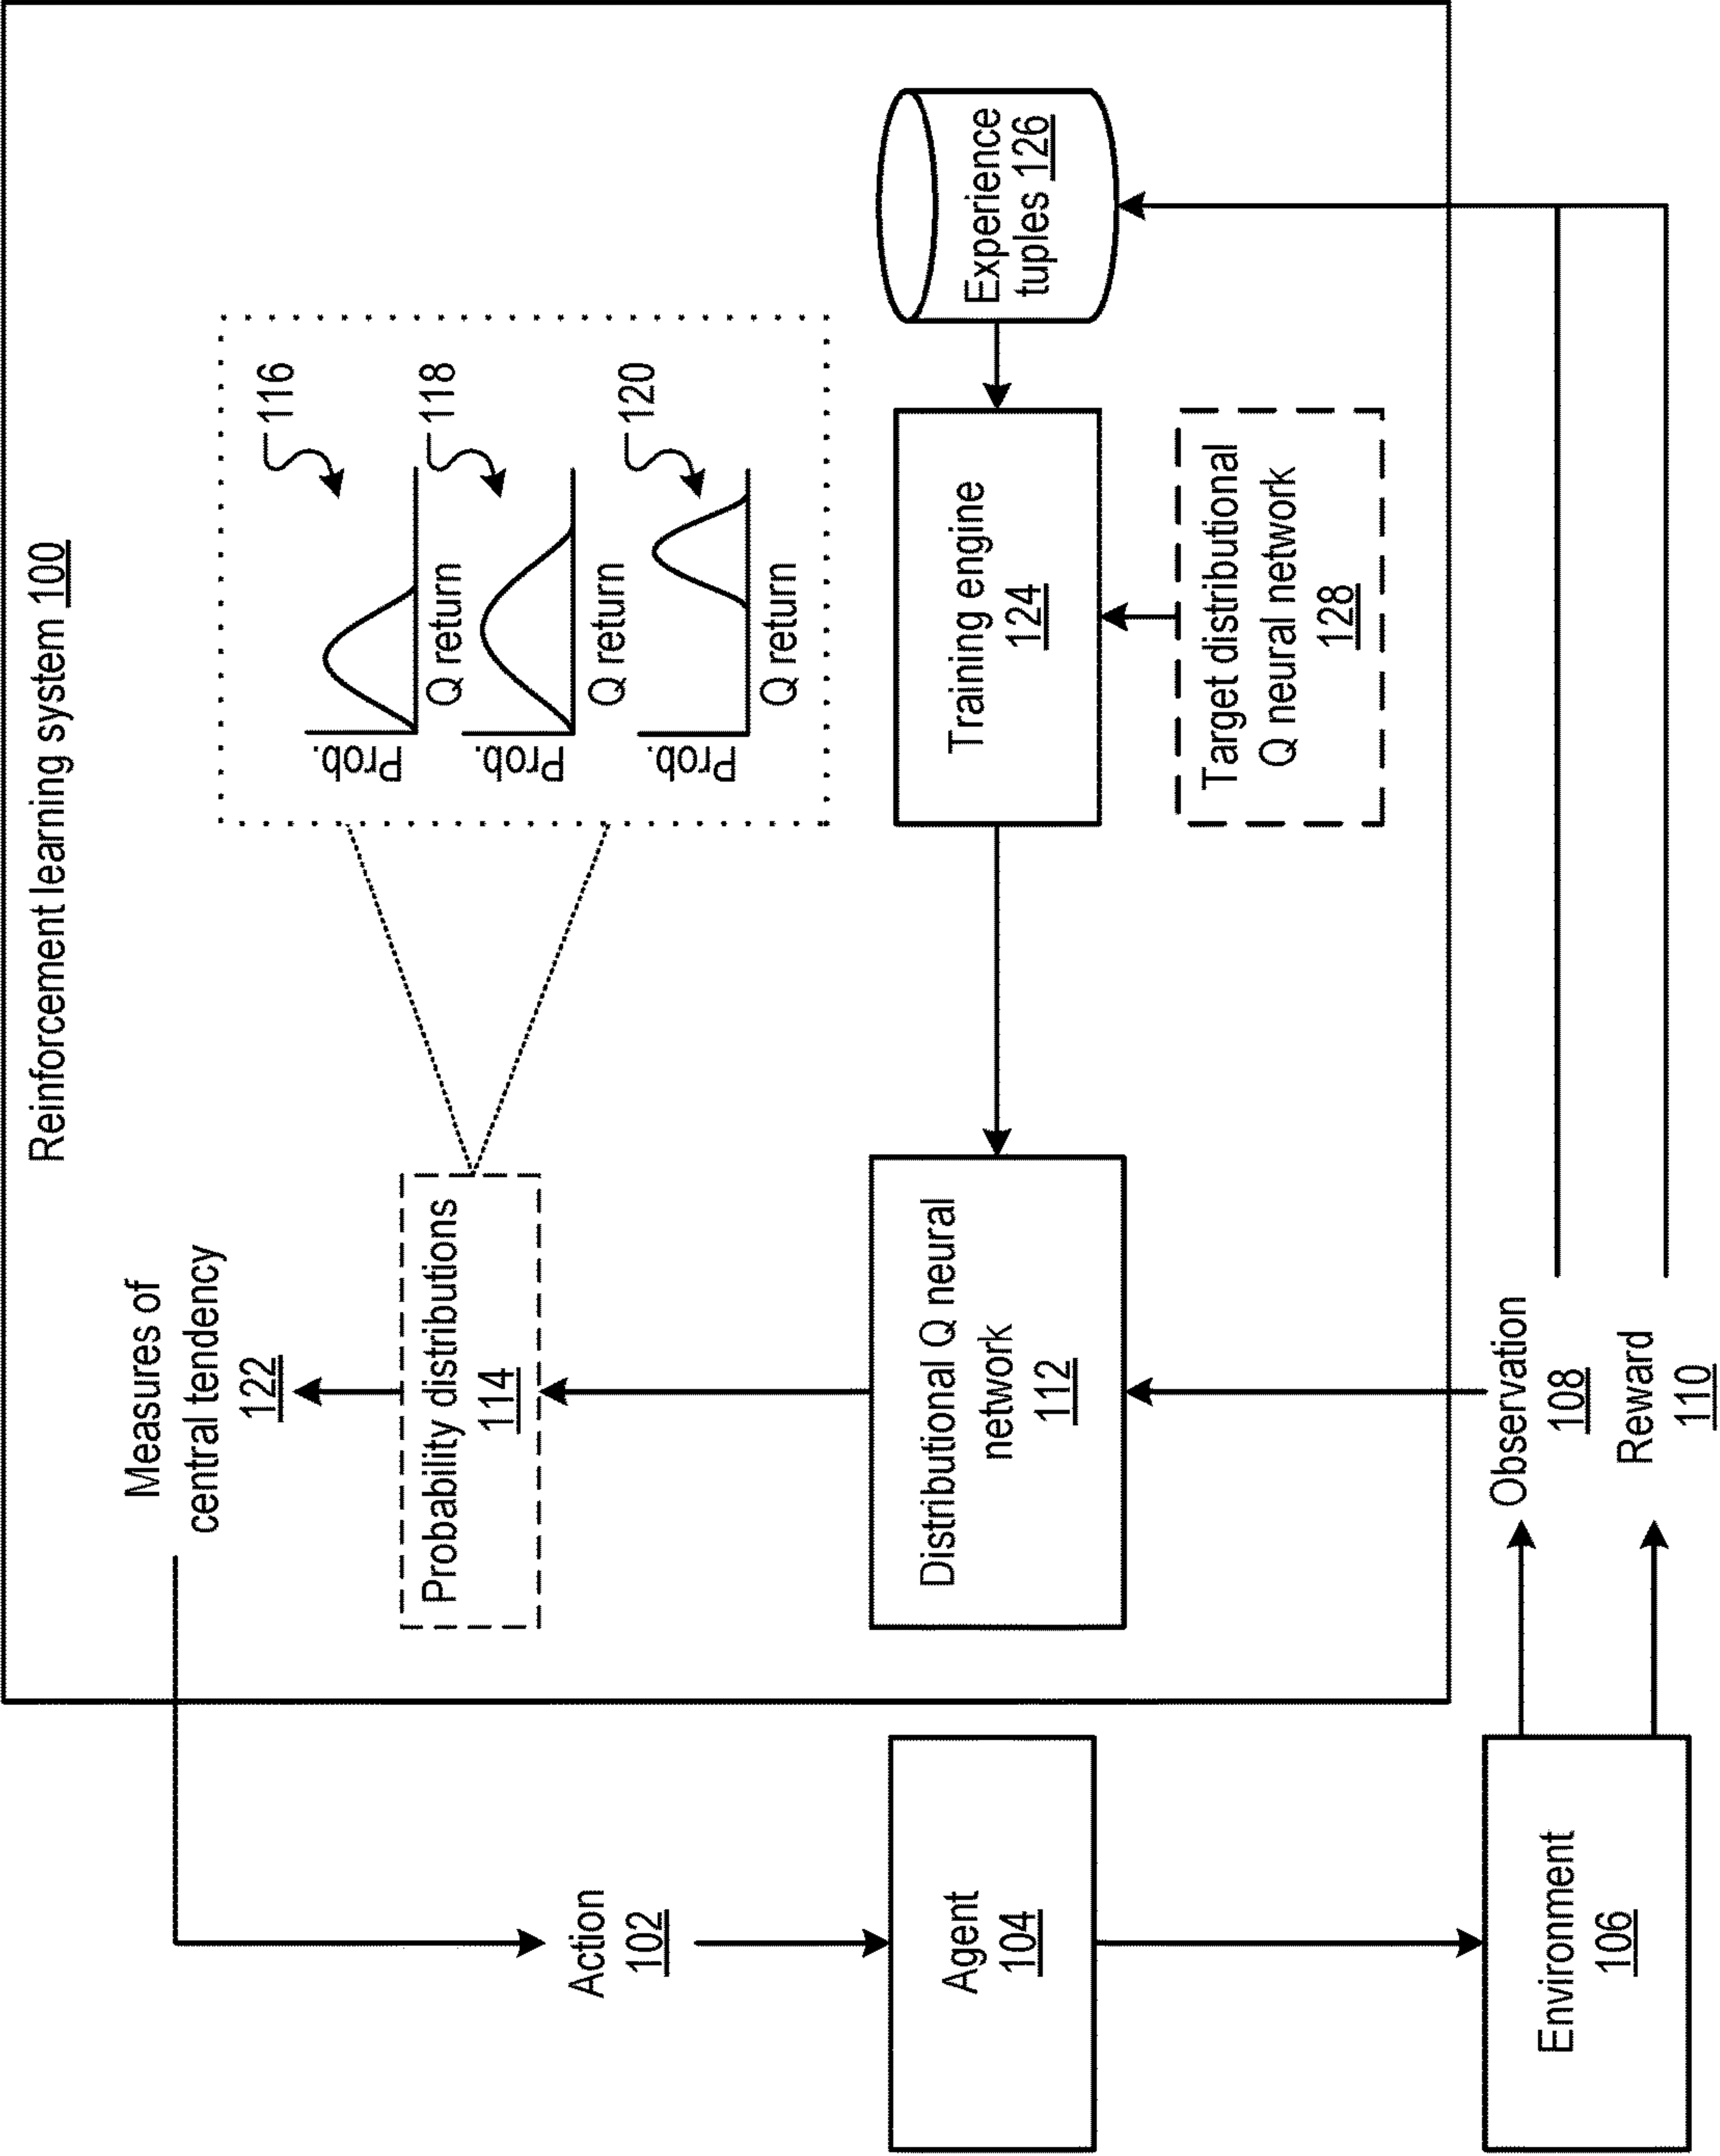 Reinforcement learning system 100
Measures of
central tendency
122
Probability distributions
114
116
Prob.
Q return
118
Prob.
Q return
120
Prob.
Q return
Action
102
Agent
104
Distributional Q neural
network
112
Training engine
124
Experience
tuples 126
Target distributional
Q neural network
128
Environment
106
Observation
108
Reward
110